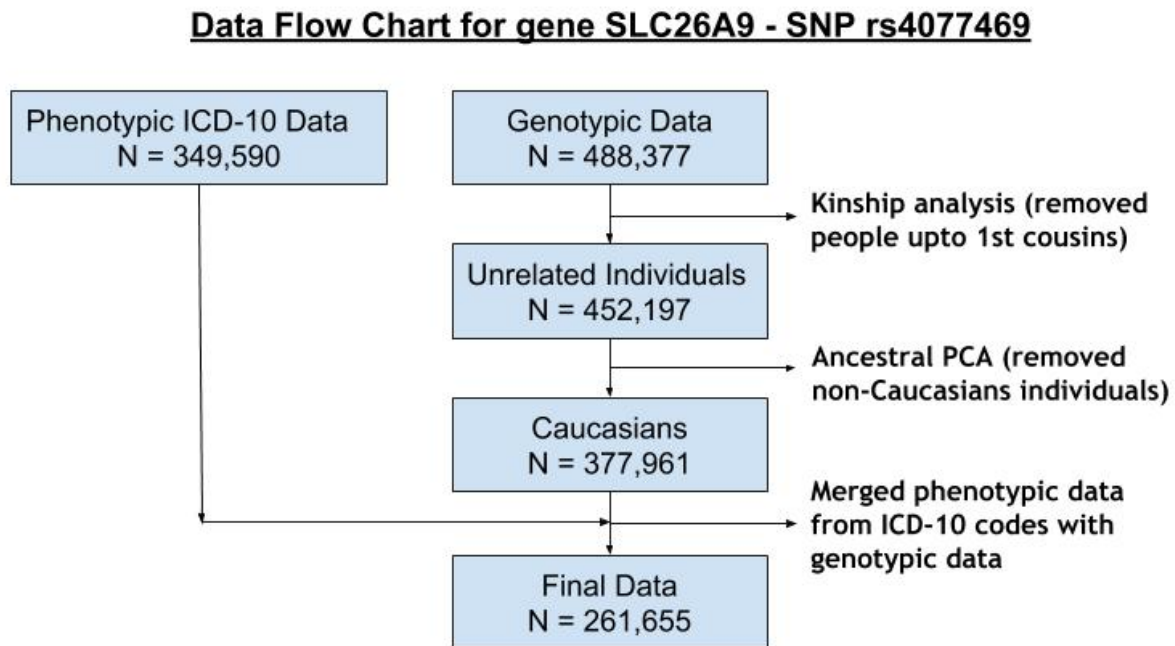 Data Flow Chart for gene SLC26A9 - SNP rs4077469
Phenotypic ICD-10 Data
N = 349,590
Genotypic Data
N = 488,377
Kinship analysis (removed
people upto 1st cousins)
Unrelated Individuals
N = 452,197
Ancestral PCA (removed
non-Caucasians individuals)
Caucasians
N = 377,961
Merged phenotypic data
from ICD-10 codes with
genotypic data
Final Data
N = 261,655